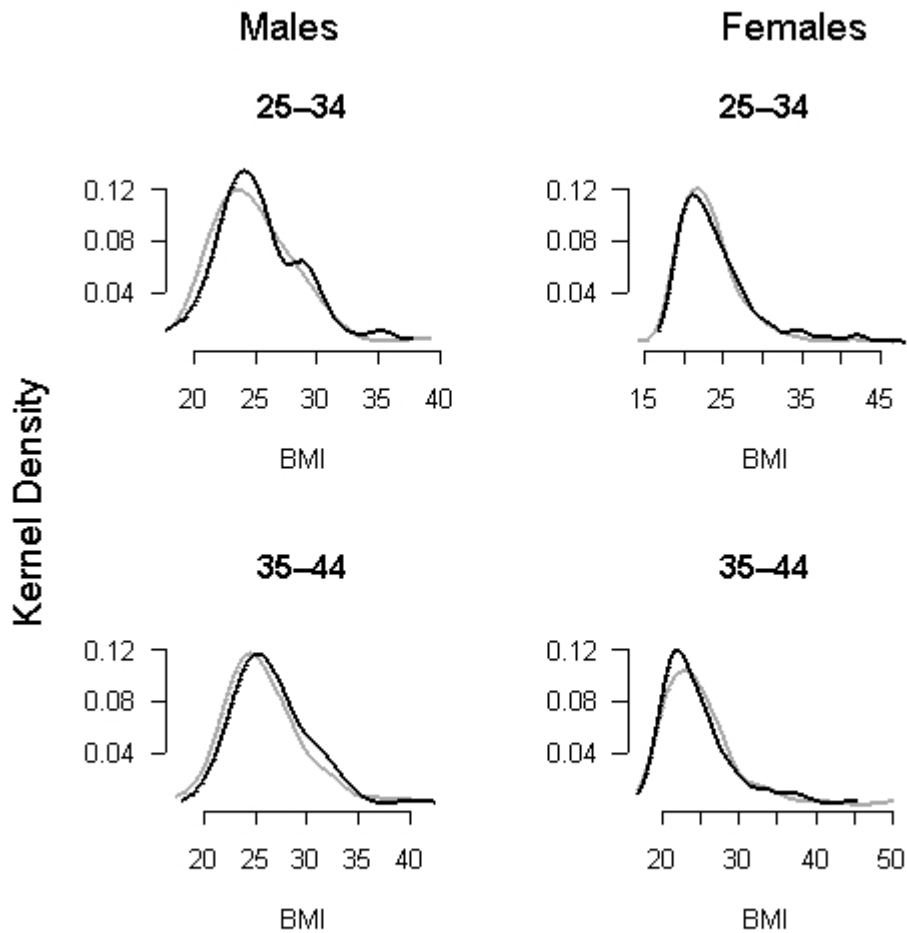 Males Females
25–34 25–34
0.12 0.12
0.08 0.08
0.04 0.04
20 25 30 35 40 15 25 35 45
BMI BMI
Kernel Density
35–44 35–44
0.12 0.12
0.08 0.08
0.04 0.04
20 25 30 35 40 20 30 40 50
BMI BMI